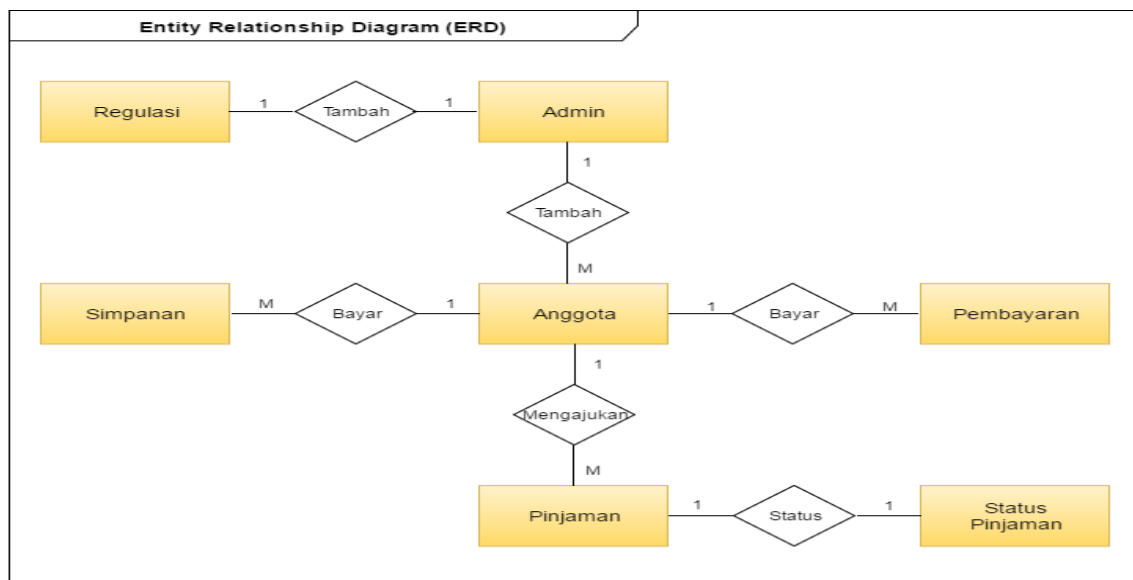 Entity Relationship Diagram (ERD)
Regulasi 1 Tambah 1 Admin
1
Tambah
M
Simpanan M Bayar 1 Anggota 1 Bayar M Pembayaran
1
Mengajukan
M
Pinjaman 1 Status 1 Status
Pinjaman